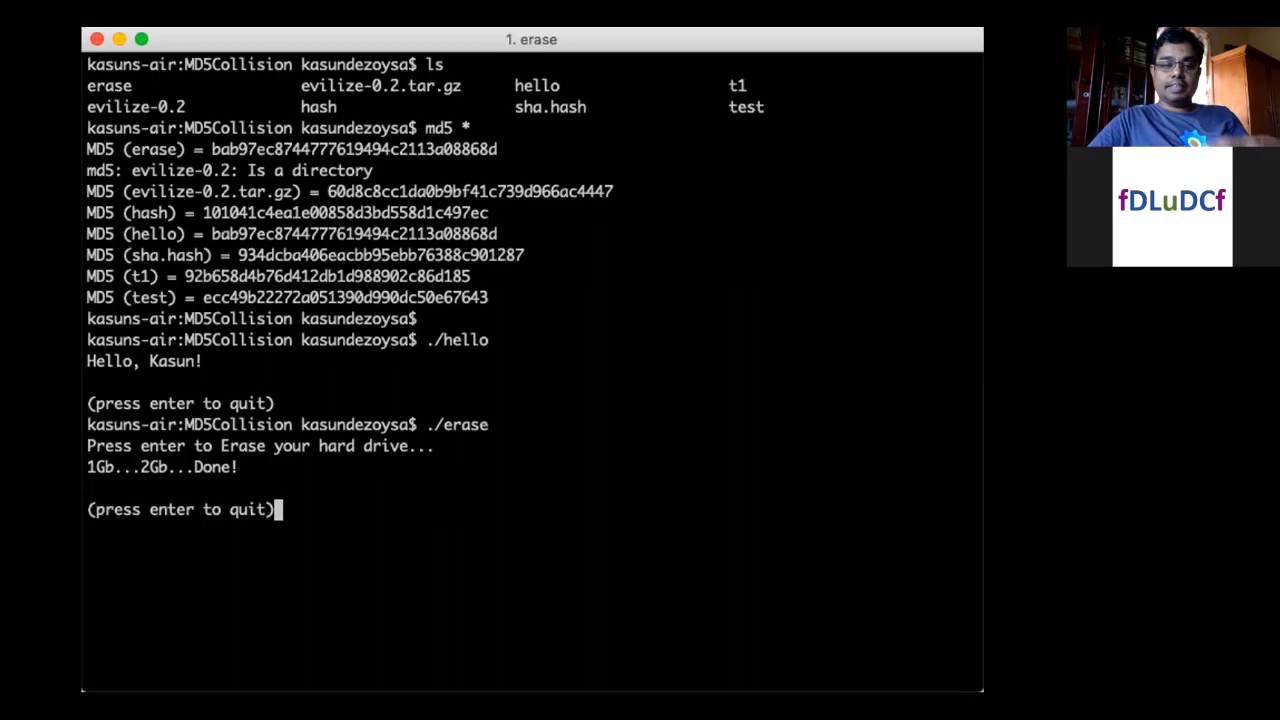 1. erase
kasuns-air:MD5Collision kasundezoysa$ ls
erase evilize-0.2.tar.gz hello t1
evilize-0.2 hash sha.hash test
kasuns-air:MD5Collision kasundezoysa$ md5 *
MD5 (erase) = bab97ec8744777619494c2113a08868d
md5: evilize-0.2: Is a directory
MD5 (evilize-0.2.tar.gz) = 60d8c8cc1da0b9bf41c739d966ac4447
MD5 (hash) = 101041c4ea1e00858d3bd558d1c497ec
MD5 (hello) = bab97ec8744777619494c2113a08868d
MD5 (sha.hash) = 934dcba406eacbb95ebb76388c901287
MD5 (t1) = 92b658d4b76d412db1d988902c86d185
MD5 (test) = ecc49b22272a051390d990dc50e67643
kasuns-air:MD5Collision kasundezoysa$
kasuns-air:MD5Collision kasundezoysa$ ./hello
Hello, Kasun!
(press enter to quit)
kasuns-air:MD5Collision kasundezoysa$ ./erase
Press enter to Erase your hard drive...
1Gb...2Gb...Done!
(press enter to quit)
fDLuDCf